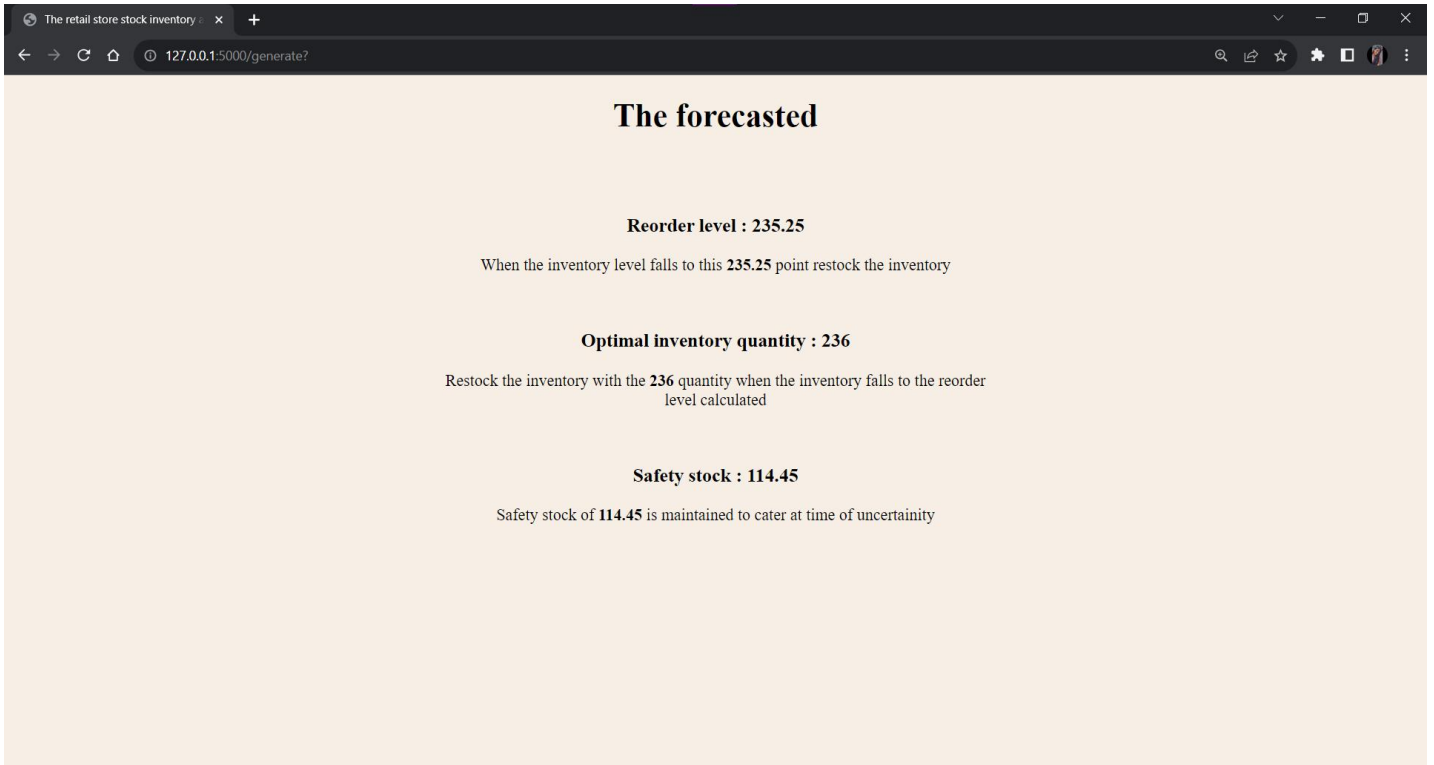 The retail store stock inventory a
127.0.0.1:5000/generate?
The forecasted
Reorder level : 235.25
When the inventory level falls to this 235.25 point restock the inventory
Optimal inventory quantity : 236
Restock the inventory with the 236 quantity when the inventory falls to the reorder
level calculated
Safety stock : 114.45
Safety stock of 114.45 is maintained to cater at time of uncertainity